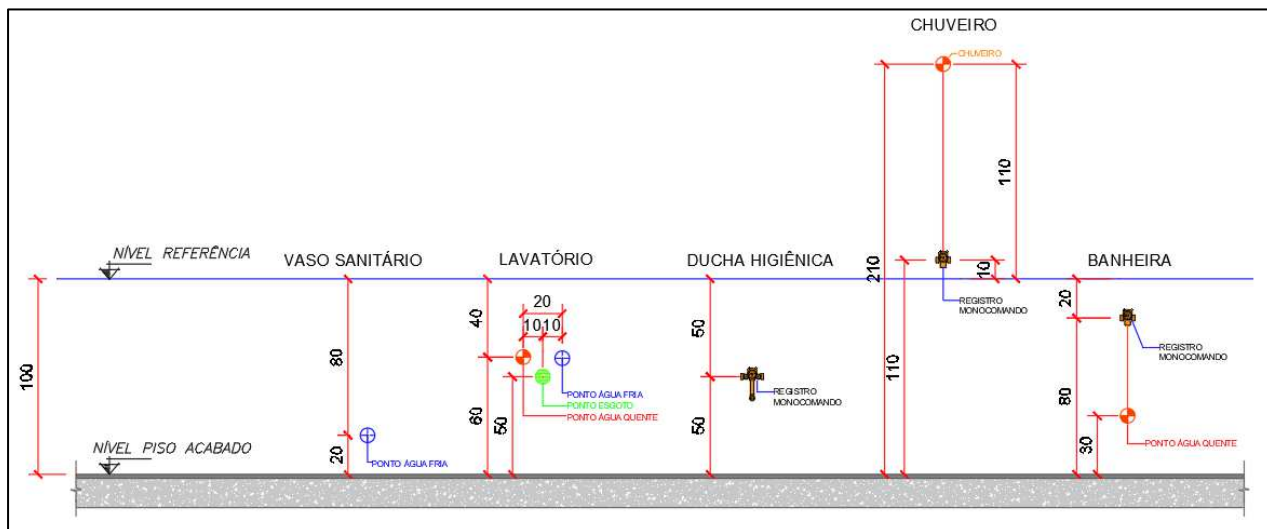 CHUVEIRO
CHUVEIRO
210
110
110
10
NÍVEL REFERÊNCIA
VASO SANITÁRIO
LAVATÓRIO
DUCHA HIGIÊNICA
BANHEIRA
REGISTRO
MONOCOMANDO
100
80
20
PONTO ÁGUA FRIA
40
60
20
10
10
50
PONTO ÁGUA FRIA
PONTO ESGOTO
PONTO ÁGUA QUENTE
50
50
REGISTRO
MONOCOMANDO
20
80
30
REGISTRO
MONOCOMANDO
PONTO ÁGUA QUENTE
NÍVEL PISO ACABADO